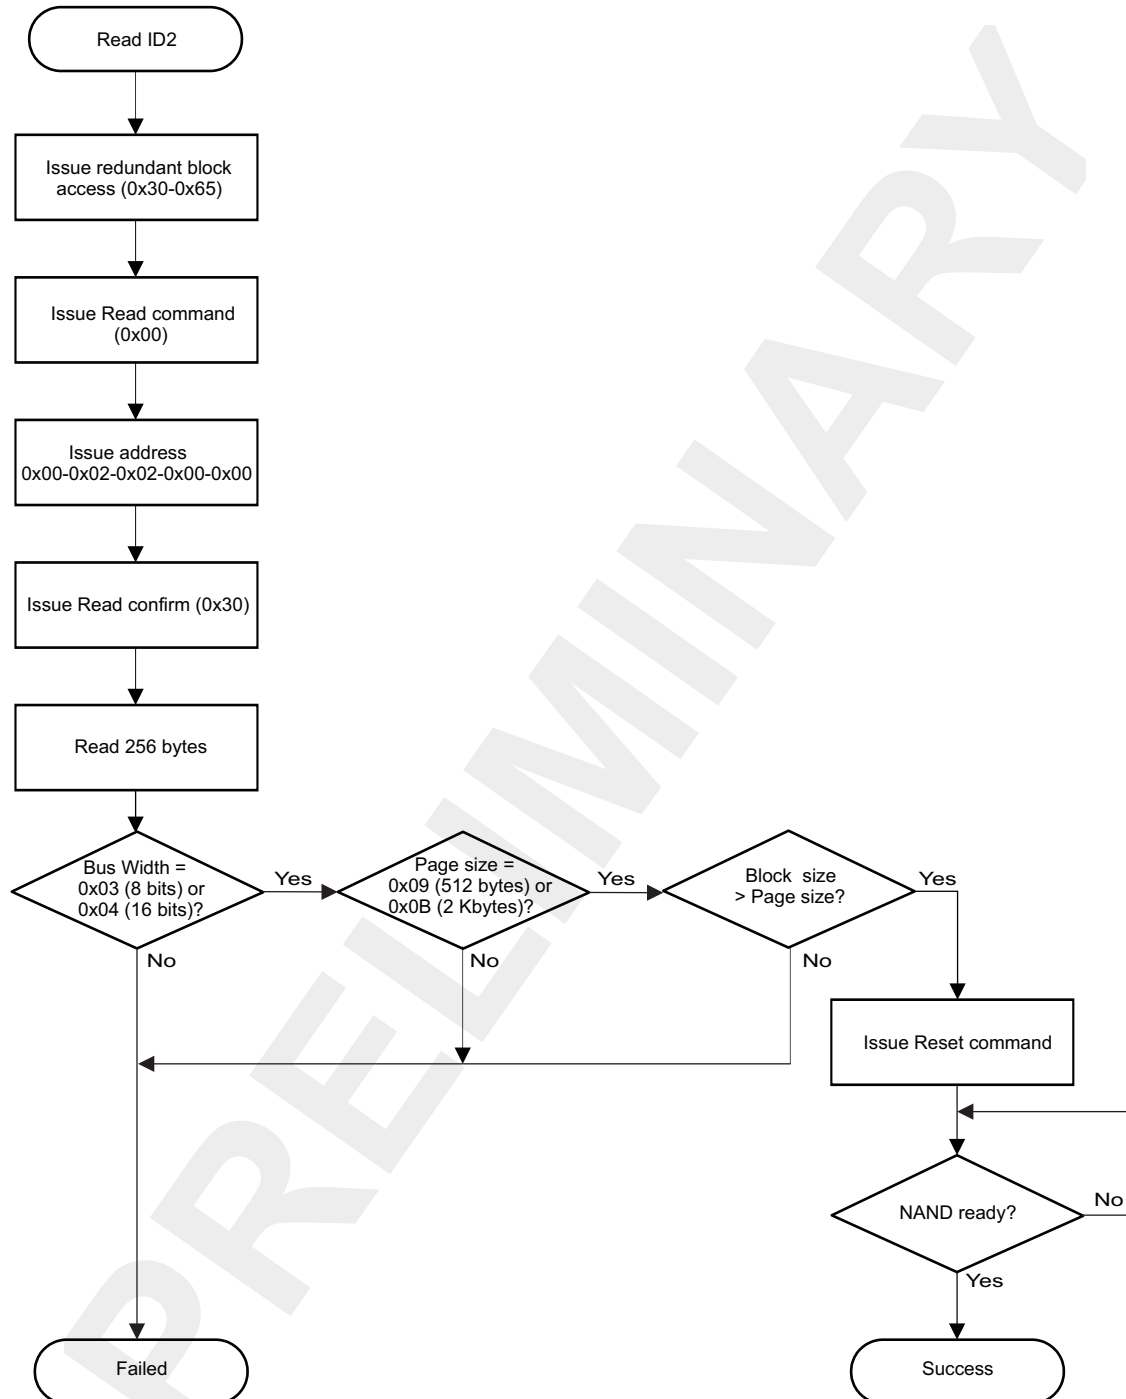 Read ID2
Issue redundant block
access (0x30-0x65)
Issue Read command
(0x00)
Issue address
0x00-0x02-0x02-0x00-0x00
Issue Read confirm (0x30)
Read 256 bytes
Bus Width =
0x03 (8 bits) or
0x04 (16 bits)?
Yes
No
Page size =
0x09 (512 bytes) or
0x0B (2 Kbytes)?
Yes
No
Block size
> Page size?
Yes
No
Issue Reset command
NAND ready?
No
Yes
Failed
Success
PRELIMINARY